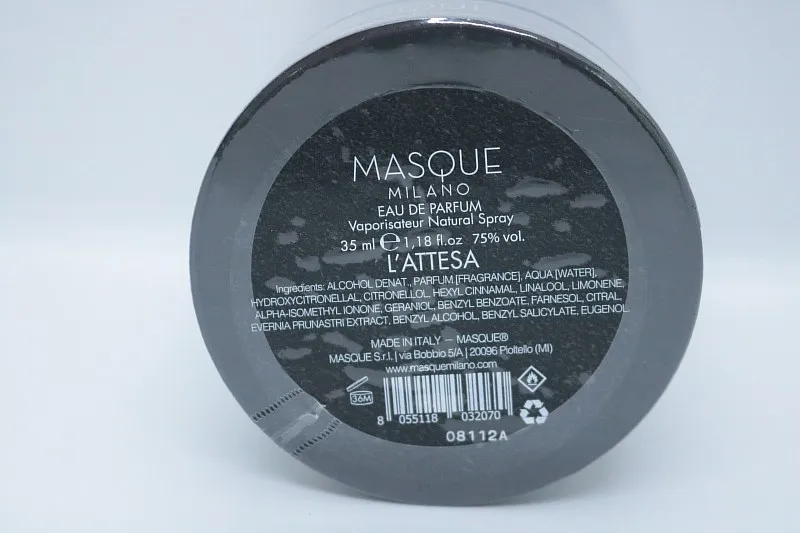 MASQUE
MILANO
EAU DE PARFUM
Vaporisateur Natural Spray
35 ml ℮ 1,18 fl.oz 75% vol.
L'ATTESA
Ingredients: ALCOHOL DENAT., PARFUM [FRAGRANCE], AQUA [WATER],
HYDROXYCITRONELLAL, CITRONELLOL, HEXYL CINNAMAL, LINALOOL, LIMONENE,
ALPHA-ISOMETHYL IONONE, GERANIOL, BENZYL BENZOATE, FARNESOL, CITRAL,
EVERNIA PRUNASTRI EXTRACT, BENZYL ALCOHOL, BENZYL SALICYLATE, EUGENOL.
MADE IN ITALY — MASQUE®
MASQUE S.r.l. | via Bobbio 5/A | 20096 Pioltello (MI)
www.masquemilano.com
36M
8 055118 032070
08112A